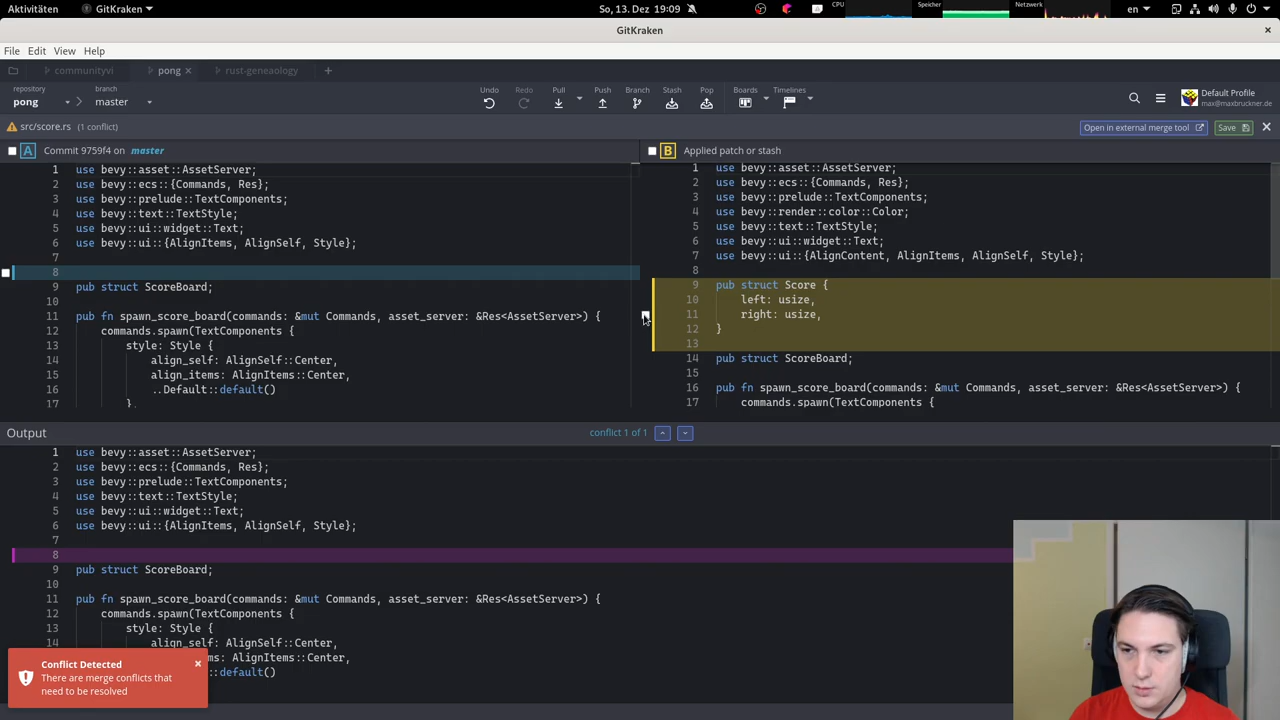 Aktivitäten GitKraken So, 13. Dez 19:09 CPU Speicher Netzwerk en
GitKraken ×
File Edit View Help
communityvi pong × rust-geneaology +
repository branch Undo Redo Pull Push Branch Stash Pop Boards Timelines
pong master Default Profile
max@maxbruckner.de
src/score.rs (1 conflict) Open in external merge tool Save ×
A Commit 9759f4 on master
1 use bevy::asset::AssetServer;
2 use bevy::ecs::{Commands, Res};
3 use bevy::prelude::TextComponents;
4 use bevy::text::TextStyle;
5 use bevy::ui::widget::Text;
6 use bevy::ui::{AlignItems, AlignSelf, Style};
7
8
9 pub struct ScoreBoard;
10
11 pub fn spawn_score_board(commands: &mut Commands, asset_server: &Res<AssetServer>) {
12 commands.spawn(TextComponents {
13 style: Style {
14 align_self: AlignSelf::Center,
15 align_items: AlignItems::Center,
16 ..Default::default()
17 },
B Applied patch or stash
1 use bevy::asset::AssetServer;
2 use bevy::ecs::{Commands, Res};
3 use bevy::prelude::TextComponents;
4 use bevy::render::color::Color;
5 use bevy::text::TextStyle;
6 use bevy::ui::widget::Text;
7 use bevy::ui::{AlignContent, AlignItems, AlignSelf, Style};
8
9 pub struct Score {
10 left: usize,
11 right: usize,
12 }
13
14 pub struct ScoreBoard;
15
16 pub fn spawn_score_board(commands: &mut Commands, asset_server: &Res<AssetServer>) {
17 commands.spawn(TextComponents {
Output conflict 1 of 1
1 use bevy::asset::AssetServer;
2 use bevy::ecs::{Commands, Res};
3 use bevy::prelude::TextComponents;
4 use bevy::text::TextStyle;
5 use bevy::ui::widget::Text;
6 use bevy::ui::{AlignItems, AlignSelf, Style};
7
8
9 pub struct ScoreBoard;
10
11 pub fn spawn_score_board(commands: &mut Commands, asset_server: &Res<AssetServer>) {
12 commands.spawn(TextComponents {
13 style: Style {
14 align_self: AlignSelf::Center,
ms: AlignItems::Center,
::default()
Conflict Detected ×
There are merge conflicts that
need to be resolved